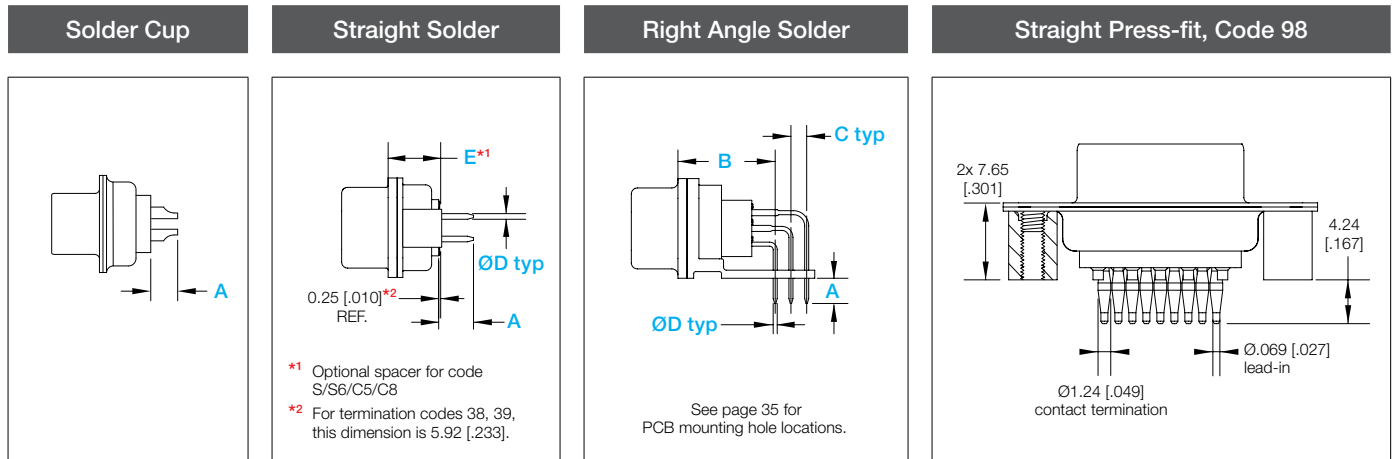 Solder Cup
A
Straight Solder
E*1
ØD typ
0.25 [.010]*2
REF.
A
*1 Optional spacer for code
S/S6/C5/C8
*2 For termination codes 38, 39,
this dimension is 5.92 [.233].
Right Angle Solder
C typ
B
A
ØD typ
See page 35 for
PCB mounting hole locations.
Straight Press-fit, Code 98
2x 7.65
[.301]
4.24
[.167]
Ø.069 [.027]
lead-in
Ø1.24 [.049]
contact termination